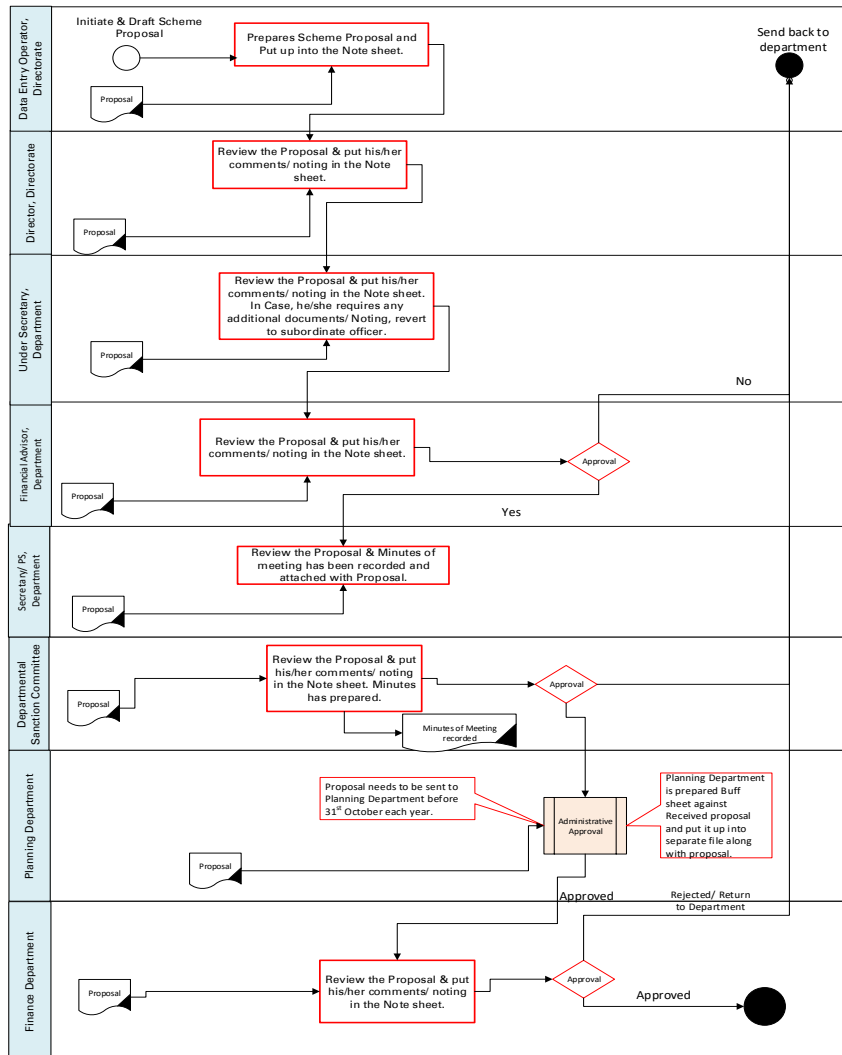 Data Entry Operator,
Directorate
Initiate & Draft Scheme
Proposal
Prepares Scheme Proposal and
Put up into the Note sheet.
Send back to
department
Proposal
Director, Directorate
Review the Proposal & put his/her
comments/ noting in the Note
sheet.
Proposal
Under Secretary,
Department
Review the Proposal & put his/her
comments/ noting in the Note sheet.
In Case, he/she requires any
additional documents/ Noting, revert
to subordinate officer.
Proposal
No
Financial Advisor,
Department
Review the Proposal & put his/her
comments/ noting in the Note sheet.
Approval
Proposal
Yes
Secretary/ PS,
Department
Review the Proposal & Minutes of
meeting has been recorded and
attached with Proposal.
Proposal
Departmental
Sanction Committee
Review the Proposal & put
his/her comments/ noting
in the Note sheet. Minutes
has prepared.
Approval
Proposal
Minutes of Meeting
recorded
Planning Department
Proposal needs to be sent to
Planning Department before
31st October each year.
Administrative
Approval
Planning Department
is prepared Buff
sheet against
Received proposal
and put it up into
separate file along
with proposal.
Proposal
Approved
Rejected/ Return
to Department
Finance Department
Review the Proposal & put
his/her comments/ noting
in the Note sheet.
Approval
Proposal
Approved